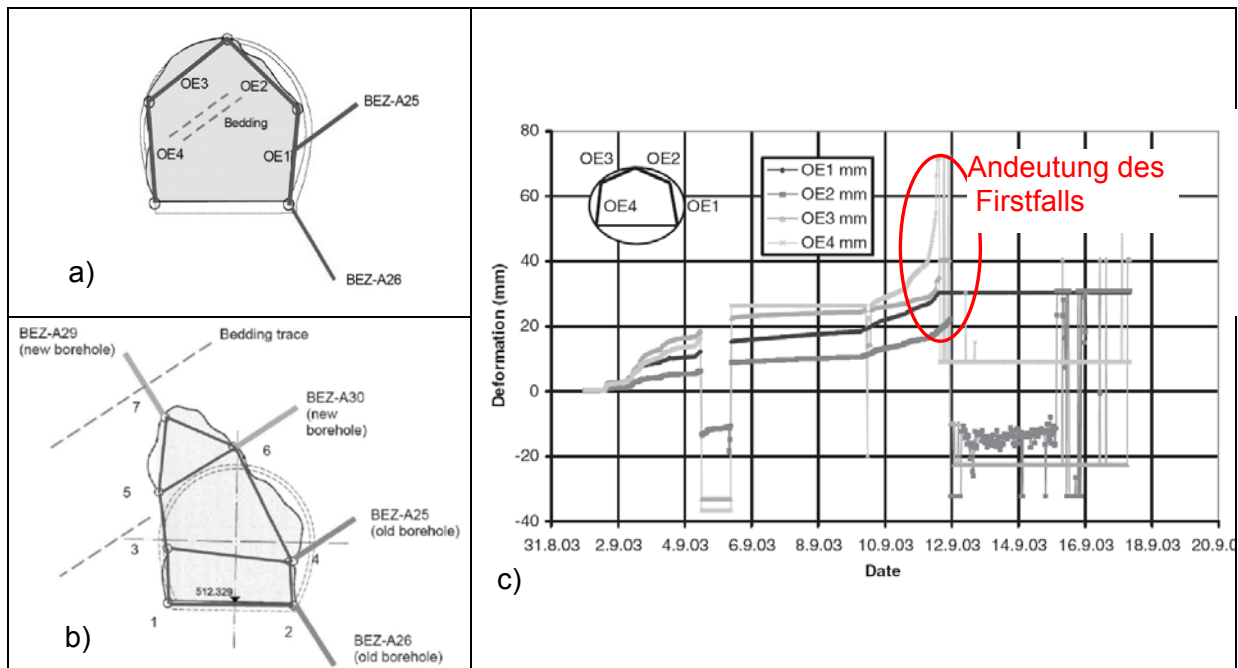 OE3
OE2
BEZ-A25
Bedding
OE4
OE1
BEZ-A26
a)
BEZ-A29
(new borehole)
Bedding trace
7
BEZ-A30
(new
borehole)
6
5
BEZ-A25
(old borehole)
3
4
512.329
1
2
BEZ-A26
(old borehole)
b)
80
60
40
20
0
-20
-40
Deformation (mm)
OE3
OE2
OE4
OE1
OE1 mm
OE2 mm
OE3 mm
OE4 mm
Andeutung des
Firstfalls
31.8.03
2.9.03
4.9.03
6.9.03
8.9.03
10.9.03
12.9.03
14.9.03
16.9.03
18.9.03
20.9.0
Date
c)